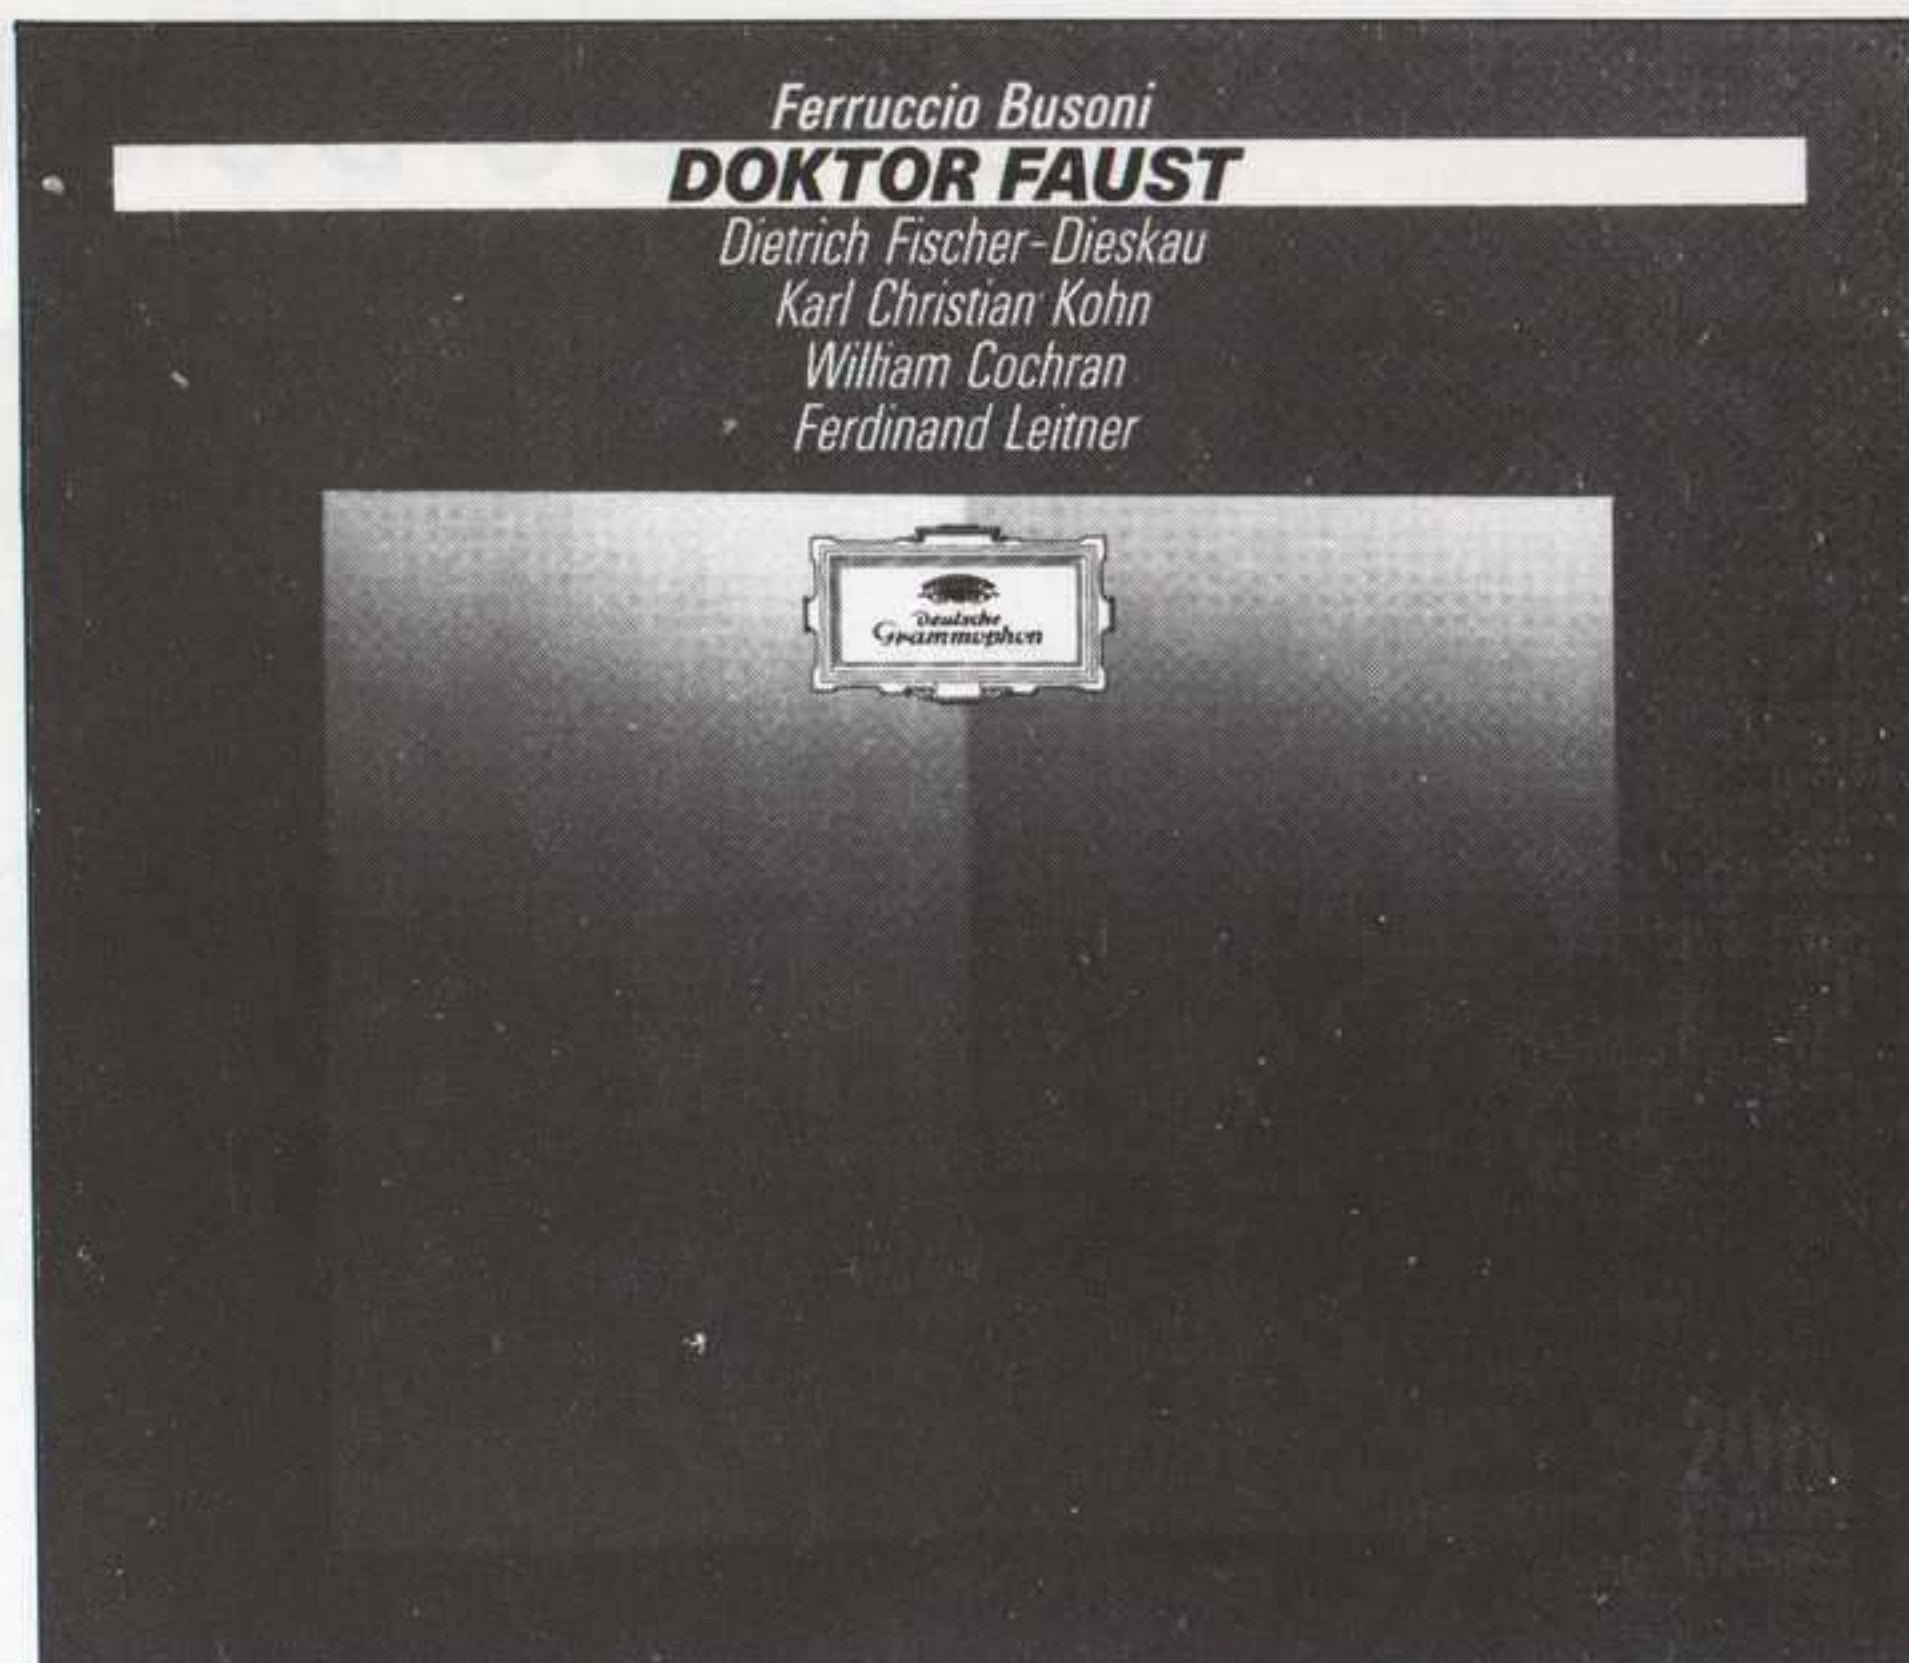 Ferruccio Busoni
DOKTOR FAUST
Dietrich Fischer-Dieskau
Karl Christian Kohn
William Cochran
Ferdinand Leitner
Deutsche
Grammophon